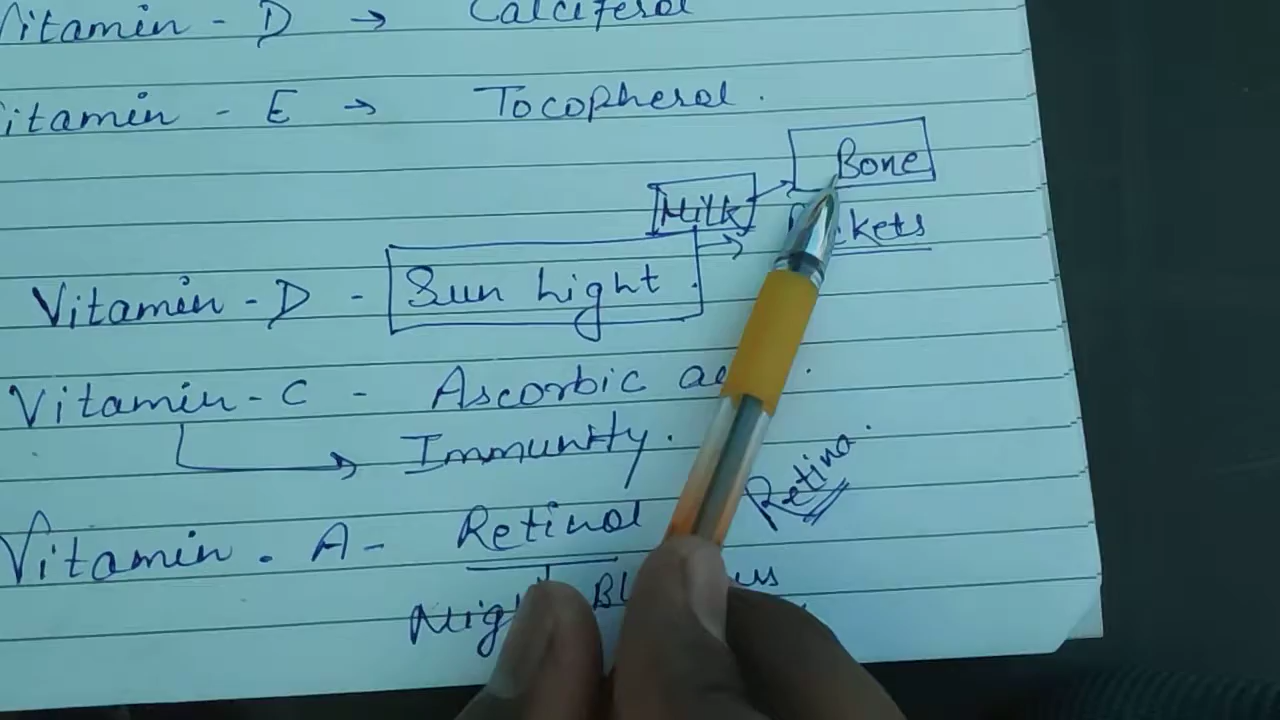 Vitamin - D → Calciferol
Vitamin - E → Tocopherol.
Bone
Milk
Vitamin - D - Sun Light.
Vitamin - C - Ascorbic
→ Immunity.
Retina.
Vitamin. A - Retinol